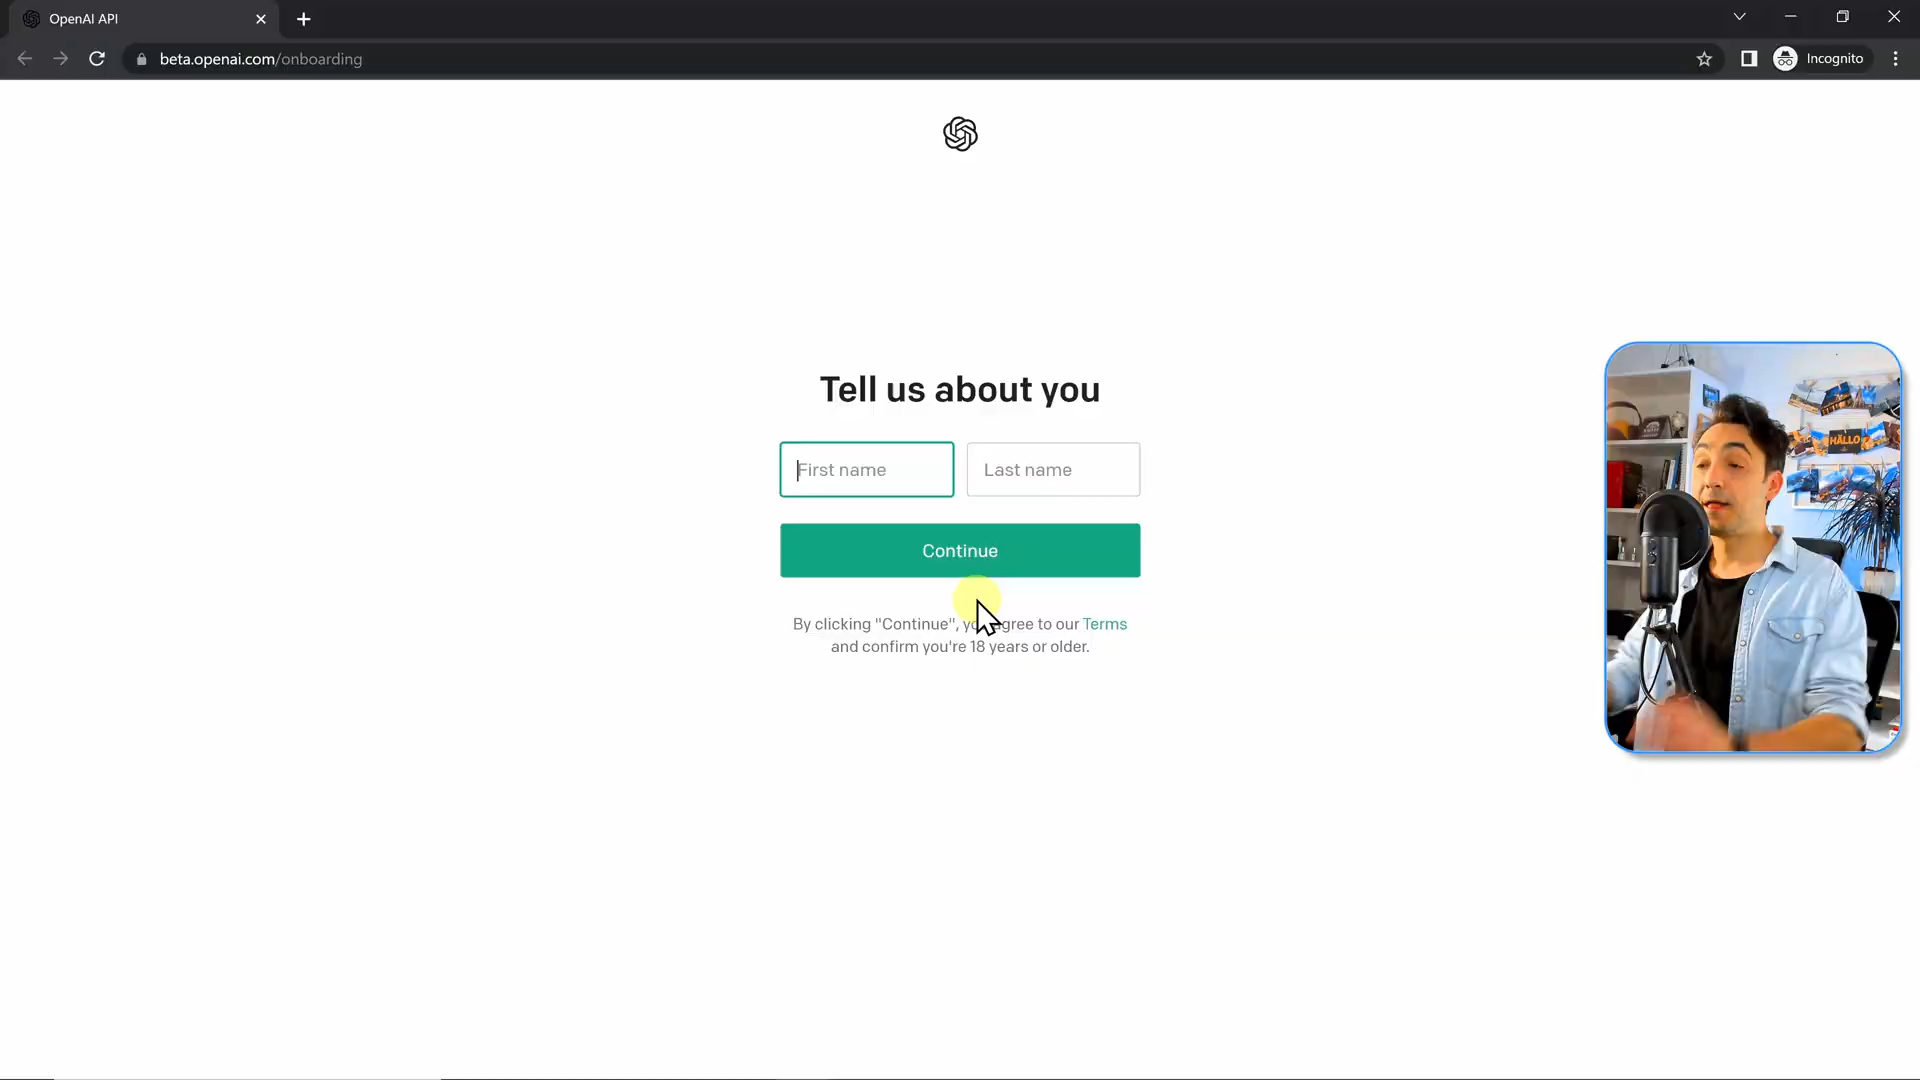 OpenAI API
beta.openai.com/onboarding
Incognito
Tell us about you
First name
Last name
Continue
By clicking "Continue", you agree to our Terms
and confirm you're 18 years or older.
HÄLLO